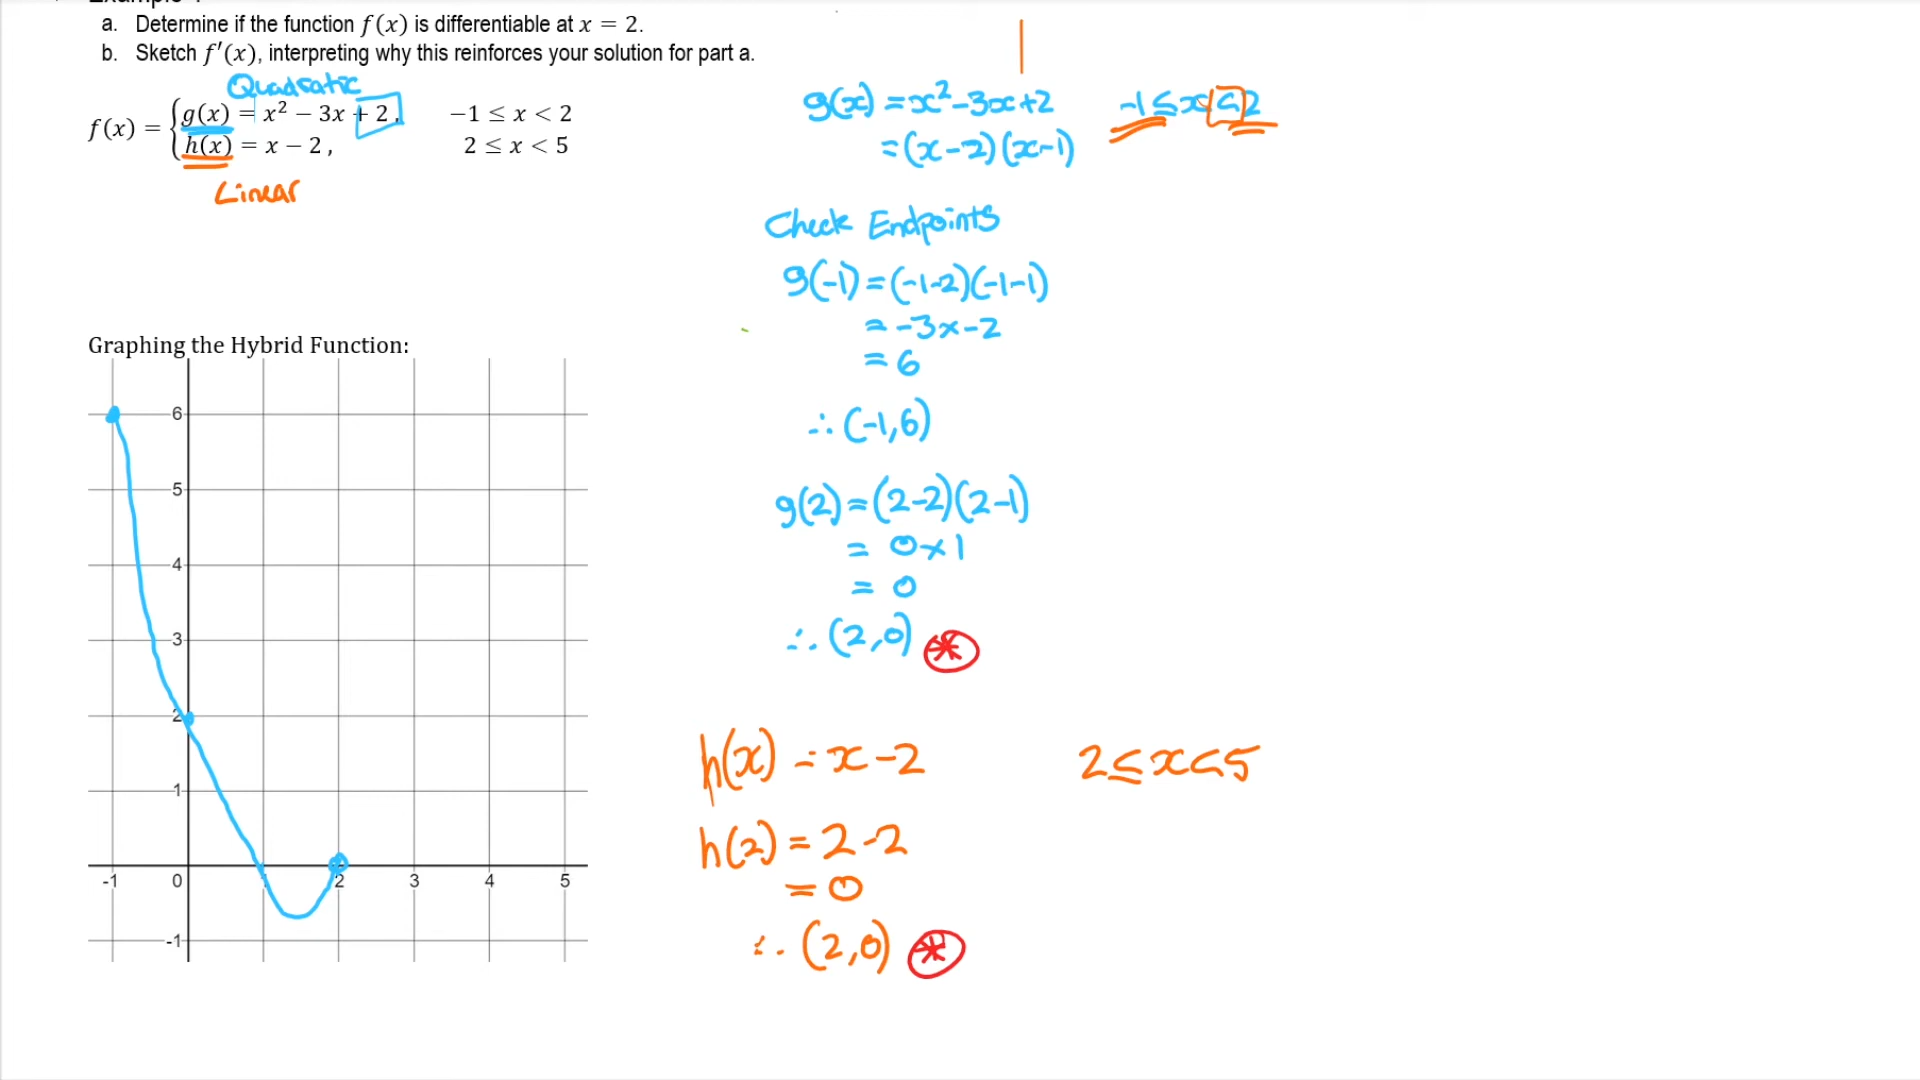 a. Determine if the function f(x) is differentiable at x = 2.
b. Sketch f′(x), interpreting why this reinforces your solution for part a.
Quadratic
f(x) = { g(x) = x² − 3x + 2, −1 ≤ x < 2
h(x) = x − 2, 2 ≤ x < 5
Linear
Graphing the Hybrid Function:
6
5
4
3
2
1
-1 0 1 2 3 4 5
-1
g(x) = x² − 3x + 2 −1 ≤ x < 2
= (x−2)(x−1)
Check Endpoints
g(−1) = (−1−2)(−1−1)
= −3x−2
= 6
∴ (−1,6)
g(2) = (2−2)(2−1)
= 0×1
= 0
∴ (2,0) *
h(x) = x − 2 2 ≤ x < 5
h(2) = 2 − 2
= 0
∴ (2,0) *